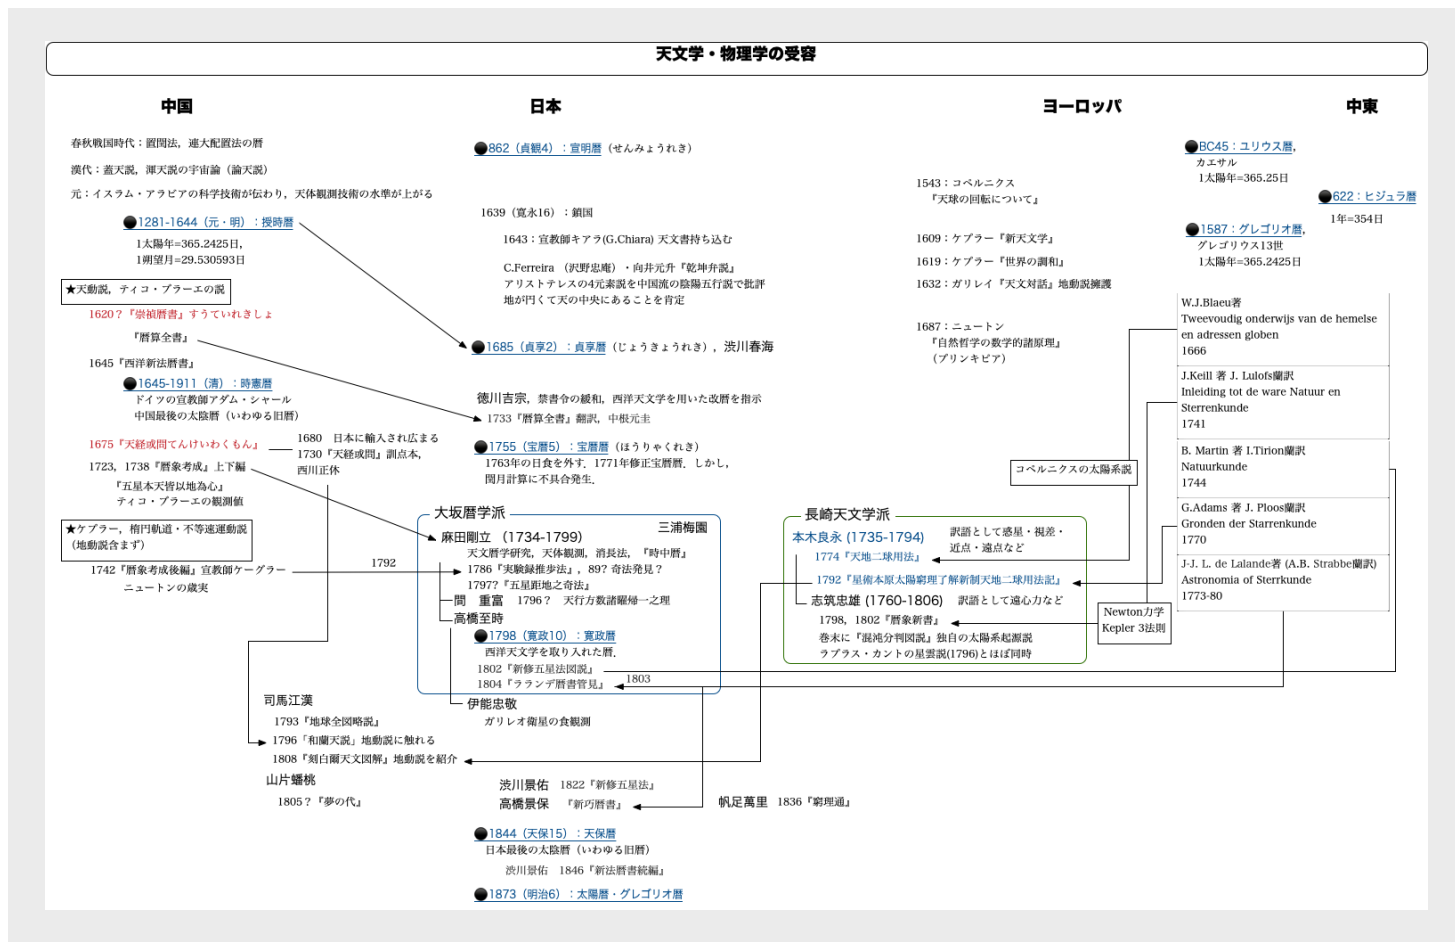 天文学・物理学の受容
中国
春秋戦国時代：置閏法，連大配置法の暦
漢代：蓋天説，渾天説の宇宙論（論天説）
元：イスラム・アラビアの科学技術が伝わり，天体観測技術の水準が上がる
1281-1644（元・明）：授時暦
1太陽年=365.2425日，
1朔望月=29.530593日
★天動説，ティコ・ブラーエの説
1620？『崇禎暦書』すうていれきしょ
『暦算全書』
1645『西洋新法暦書』
1645-1911（清）：時憲暦
ドイツの宣教師アダム・シャール
中国最後の太陰暦（いわゆる旧暦）
1675『天経或問てんけいわくもん』
1680　日本に輸入され広まる
1730『天経或問』訓点本，
西川正休
1723，1738『暦象考成』上下編
『五星本天皆以地為心』
ティコ・ブラーエの観測値
★ケプラー，楕円軌道・不等速運動説
（地動説含まず）
1742『暦象考成後編』宣教師ケーグラー
ニュートンの歳実
1792
司馬江漢
1793『地球全図略説』
1796「和蘭天説」地動説に触れる
1808『刻白爾天文図解』地動説を紹介
山片蟠桃
1805？『夢の代』
日本
862（貞観4）：宣明暦（せんみょうれき）
1639（寛永16）：鎖国
1643：宣教師キアラ(G.Chiara) 天文書持ち込む
C.Ferreira （沢野忠庵）・向井元升『乾坤弁説』
アリストテレスの4元素説を中国流の陰陽五行説で批評
地が円くて天の中央にあることを肯定
1685（貞享2）：貞享暦（じょうきょうれき），渋川春海
徳川吉宗，禁書令の緩和，西洋天文学を用いた改暦を指示
1733『暦算全書』翻訳，中根元圭
1755（宝暦5）：宝暦暦（ほうりゃくれき）
1763年の日食を外す．1771年修正宝暦暦．しかし，
閏月計算に不具合発生．
大坂暦学派
三浦梅園
麻田剛立 （1734-1799）
天文暦学研究，天体観測，消長法，『時中暦』
1786『実験録推歩法』，89? 奇法発見？
1797?『五星距地之奇法』
間　重富　1796？　天行方数諸曜帰一之理
高橋至時
1798（寛政10）：寛政暦
西洋天文学を取り入れた暦．
1802『新修五星法図説』
1804『ラランデ暦書管見』
1803
伊能忠敬
ガリレオ衛星の食観測
渋川景佑　1822『新修五星法』
高橋景保　『新巧暦書』
帆足萬里　1836『窮理通』
1844（天保15）：天保暦
日本最後の太陰暦（いわゆる旧暦）
渋川景佑　1846『新法暦書続編』
1873（明治6）：太陽暦・グレゴリオ暦
長崎天文学派
本木良永 (1735-1794)
訳語として惑星・視差・
近点・遠点など
1774『天地二球用法』
1792『星術本原太陽窮理了解新制天地二球用法記』
志筑忠雄 (1760-1806)　訳語として遠心力など
1798，1802『暦象新書』
巻末に『混沌分判図説』独自の太陽系起源説
ラプラス・カントの星雲説(1796)とほぼ同時
ヨーロッパ
1543：コペルニクス
『天球の回転について』
1609：ケプラー『新天文学』
1619：ケプラー『世界の調和』
1632：ガリレイ『天文対話』地動説擁護
1687：ニュートン
『自然哲学の数学的諸原理』
（プリンキピア）
BC45：ユリウス暦，
カエサル
1太陽年=365.25日
1587：グレゴリオ暦，
グレゴリウス13世
1太陽年=365.2425日
中東
622：ヒジュラ暦
1年=354日
W.J.Blaeu著
Tweevoudig onderwijs van de hemelse
en adressen globen
1666
J.Keill 著 J. Lulofs蘭訳
Inleiding tot de ware Natuur en
Sterrenkunde
1741
B. Martin 著 I.Tirion蘭訳
Natuurkunde
1744
G.Adams 著 J. Ploos蘭訳
Gronden der Starrenkunde
1770
J-J. L. de Lalande著 (A.B. Strabbe蘭訳)
Astronomia of Sterrkunde
1773-80
コペルニクスの太陽系説
Newton力学
Kepler 3法則